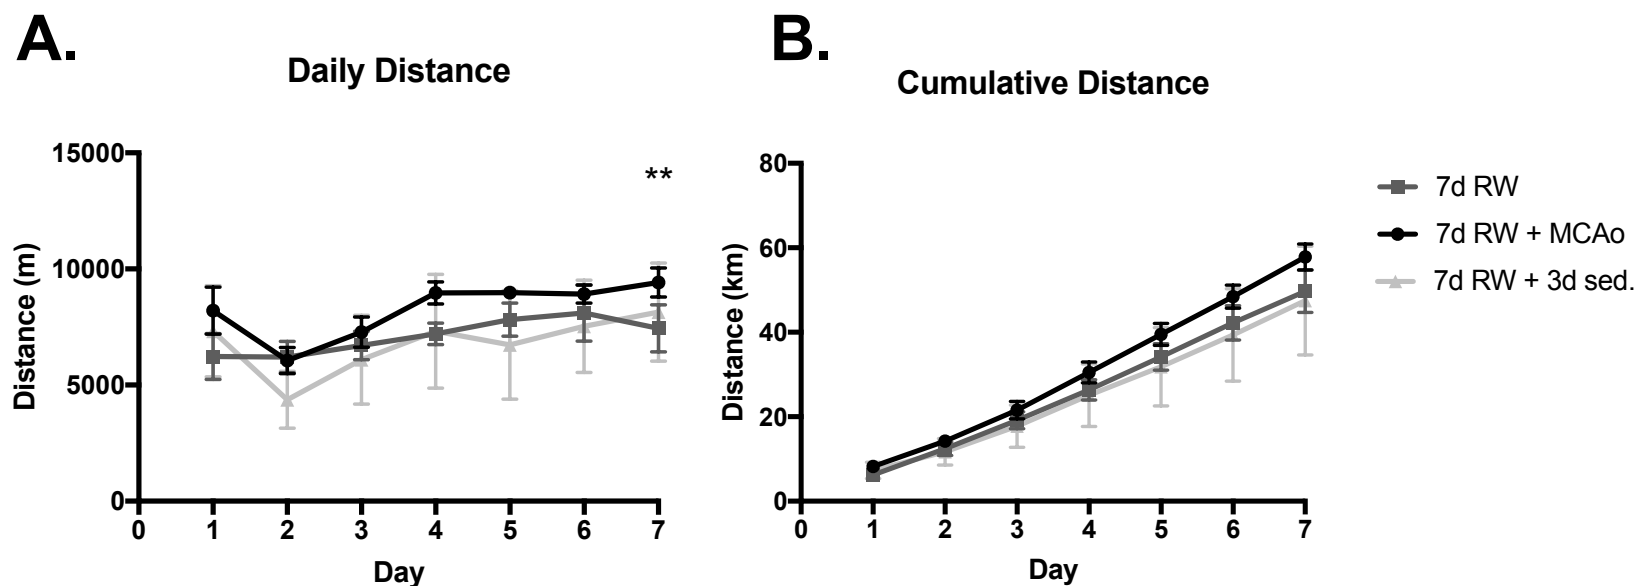 A.
Daily Distance
15000
10000
5000
0
Distance (m)
0 1 2 3 4 5 6 7
Day
**
B.
Cumulative Distance
80
60
40
20
0
Distance (km)
0 1 2 3 4 5 6 7
Day
7d RW
7d RW + MCAo
7d RW + 3d sed.